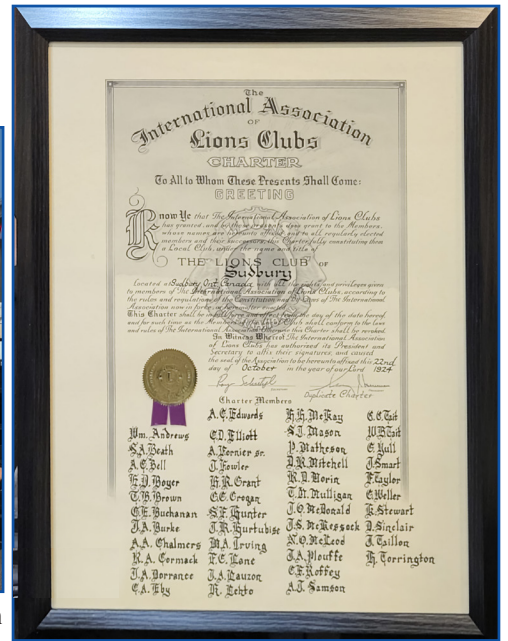 The
International Association
OF
Lions Clubs
CHARTER
To All to Whom These Presents Shall Come:
GREETING
Know Ye that The International Association of Lions Clubs
has granted, and by these presents does grant to the Members,
whose names are hereunto affixed and to all regularly elected
members and their successors, this Charter fully constituting them
a Local Club, under the name and title of
THE LIONS CLUB OF
Sudbury
Located at Sudbury Ont Canada with all the rights and privileges given
to members of The International Association of Lions Clubs, according to
the rules and regulations of the Constitution and By-laws of The International
Association now in force or hereafter enacted.
This Charter shall be in full force and effect from the day of the date hereof,
and for such time as the Members of this Club shall conform to the laws
and rules of The International Association, otherwise this Charter shall be revoked.
In Witness Whereof The International Association
of Lions Clubs has authorized its President and
Secretary to affix their signatures, and caused
the seal of the Association to be hereunto affixed this 22nd
day of October in the year of our Lord 1924
Duplicate Charter
Charter Members
Wm. Andrews
S.A. Beath
A.E. Bell
E.J. Boyer
T.B. Brown
G.E. Buchanan
J.A. Burke
A.A. Chalmers
R.A. Cormack
J.A. Dorrance
C.A. Eby
A.C. Edwards
C.D. Elliott
A. Fornier sr.
J. Fowler
H.R. Grant
C.E. Grogan
S.F. Hunter
J.R. Hurtubise
M.A. Irving
F.C. Lane
J.A. Lauzon
R. Lehto
H.H. McKay
S.J. Mason
P. Matheson
D.R. Mitchell
R.D. Morin
T.M. Mulligan
J.O. McDonald
J.S. McKessock
N.O. McLeod
J.A. Plouffe
C.E. Roffey
A.J. Samson
C.C. Tait
W.B. Tait
E. Yull
J. Smart
F. Taylor
G. Weller
K. Stewart
D. Sinclair
J. Taillon
H. Torrington